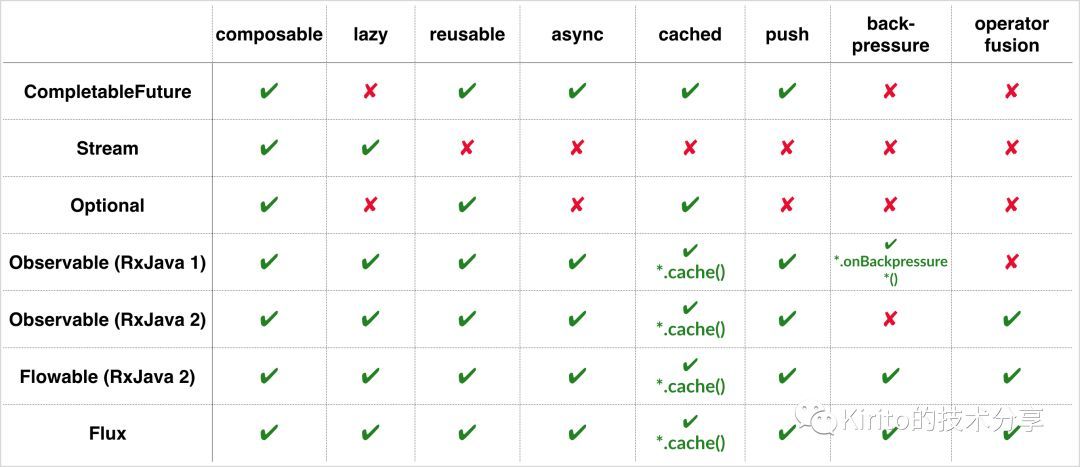 composable lazy reusable async cached push back-pressure operator fusion
CompletableFuture ✔ ✘ ✔ ✔ ✔ ✔ ✘ ✘
Stream ✔ ✔ ✘ ✘ ✘ ✘ ✘ ✘
Optional ✔ ✘ ✔ ✘ ✔ ✘ ✘ ✘
Observable (RxJava 1) ✔ ✔ ✔ ✔ ✔ *.cache() ✔ ✔ *.onBackpressure*() ✘
Observable (RxJava 2) ✔ ✔ ✔ ✔ ✔ *.cache() ✔ ✘ ✔
Flowable (RxJava 2) ✔ ✔ ✔ ✔ ✔ *.cache() ✔ ✔ ✔
Flux ✔ ✔ ✔ ✔ ✔ *.cache() ✔ ✔ ✔
Kirito的技术分享